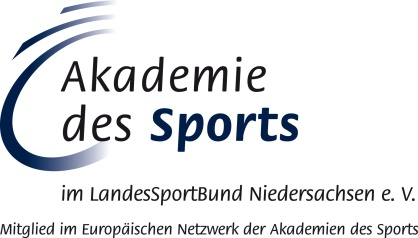 Akademie
des Sports
im LandesSportBund Niedersachsen e. V.
Mitglied im Europäischen Netzwerk der Akademien des Sports